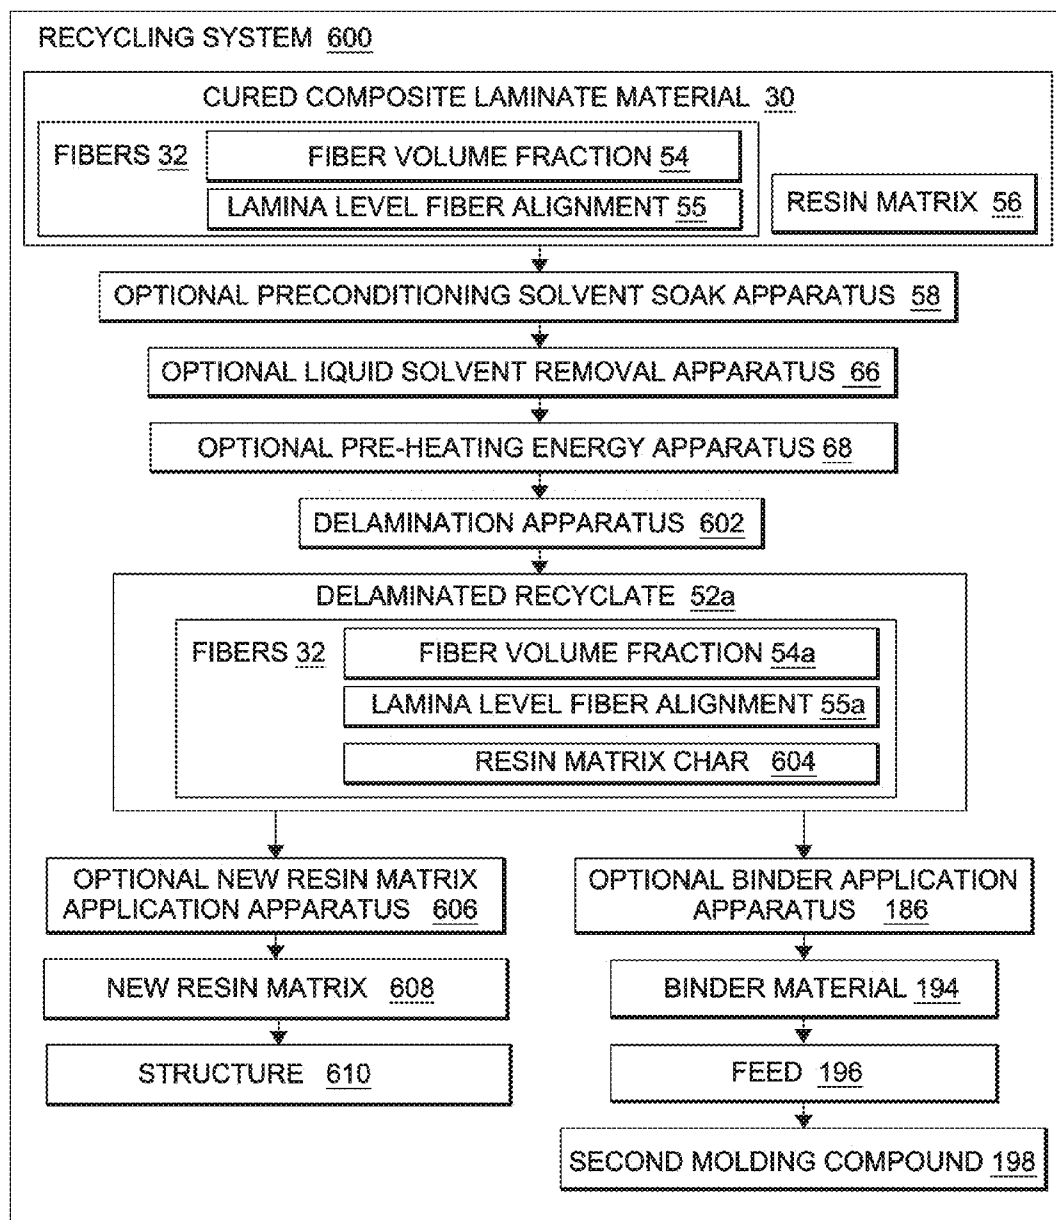 RECYCLING SYSTEM 600
CURED COMPOSITE LAMINATE MATERIAL 30
FIBERS 32
FIBER VOLUME FRACTION 54
LAMINA LEVEL FIBER ALIGNMENT 55
RESIN MATRIX 56
OPTIONAL PRECONDITIONING SOLVENT SOAK APPARATUS 58
OPTIONAL LIQUID SOLVENT REMOVAL APPARATUS 66
OPTIONAL PRE-HEATING ENERGY APPARATUS 68
DELAMINATION APPARATUS 602
DELAMINATED RECYCLATE 52a
FIBERS 32
FIBER VOLUME FRACTION 54a
LAMINA LEVEL FIBER ALIGNMENT 55a
RESIN MATRIX CHAR 604
OPTIONAL NEW RESIN MATRIX
APPLICATION APPARATUS 606
NEW RESIN MATRIX 608
STRUCTURE 610
OPTIONAL BINDER APPLICATION
APPARATUS 186
BINDER MATERIAL 194
FEED 196
SECOND MOLDING COMPOUND 198